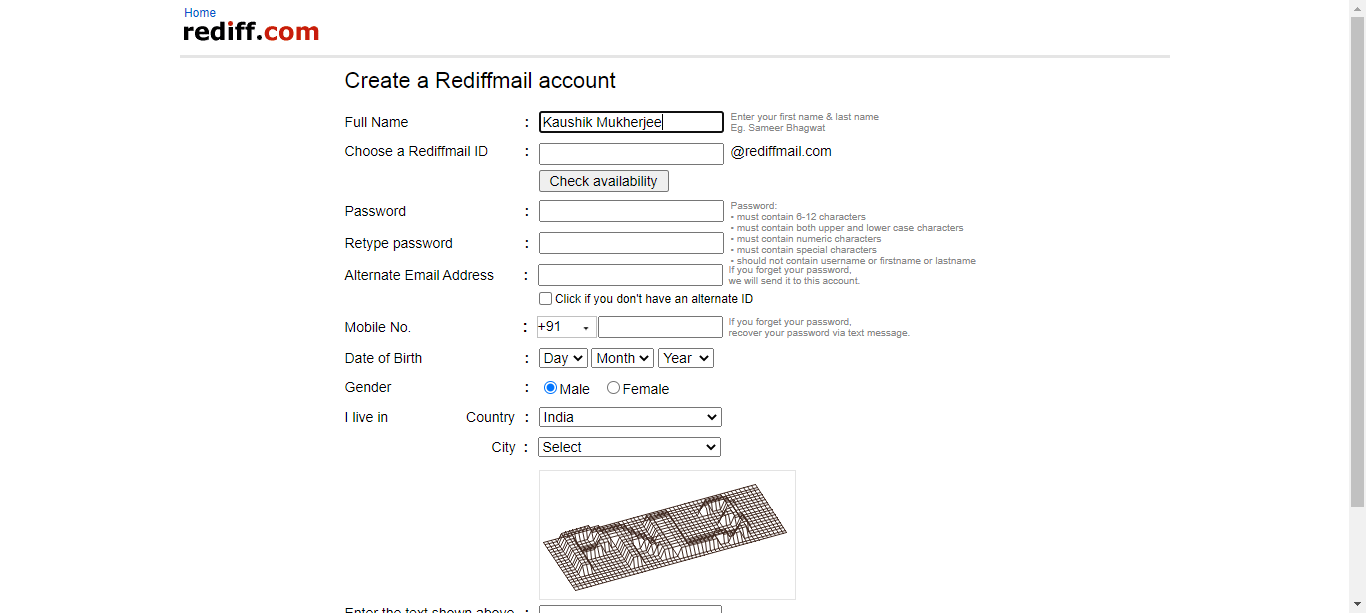 Home
rediff.com
Create a Rediffmail account
Full Name : Kaushik Mukherjee
Enter your first name & last name
Eg. Sameer Bhagwat
Choose a Rediffmail ID : @rediffmail.com
Check availability
Password :
Password:
• must contain 6-12 characters
• must contain both upper and lower case characters
• must contain numeric characters
• must contain special characters
• should not contain username or firstname or lastname
Retype password :
Alternate Email Address :
If you forget your password,
we will send it to this account.
Click if you don't have an alternate ID
Mobile No. : +91
If you forget your password,
recover your password via text message.
Date of Birth : Day Month Year
Gender : Male Female
I live in Country : India
City : Select
Enter the text shown above :